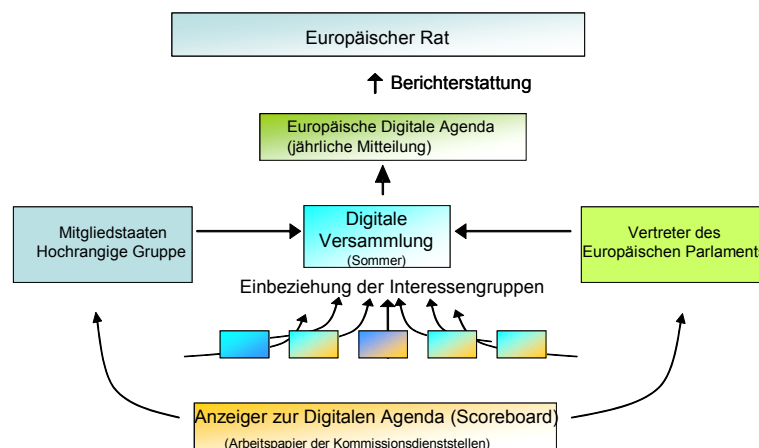 Europäischer Rat
Berichterstattung
Europäische Digitale Agenda
(jährliche Mitteilung)
Mitgliedstaaten
Hochrangige Gruppe
Digitale
Versammlung
(Sommer)
Vertreter des
Europäischen Parlaments
Einbeziehung der Interessengruppen
Anzeiger zur Digitalen Agenda (Scoreboard)
(Arbeitspapier der Kommissionsdienststellen)